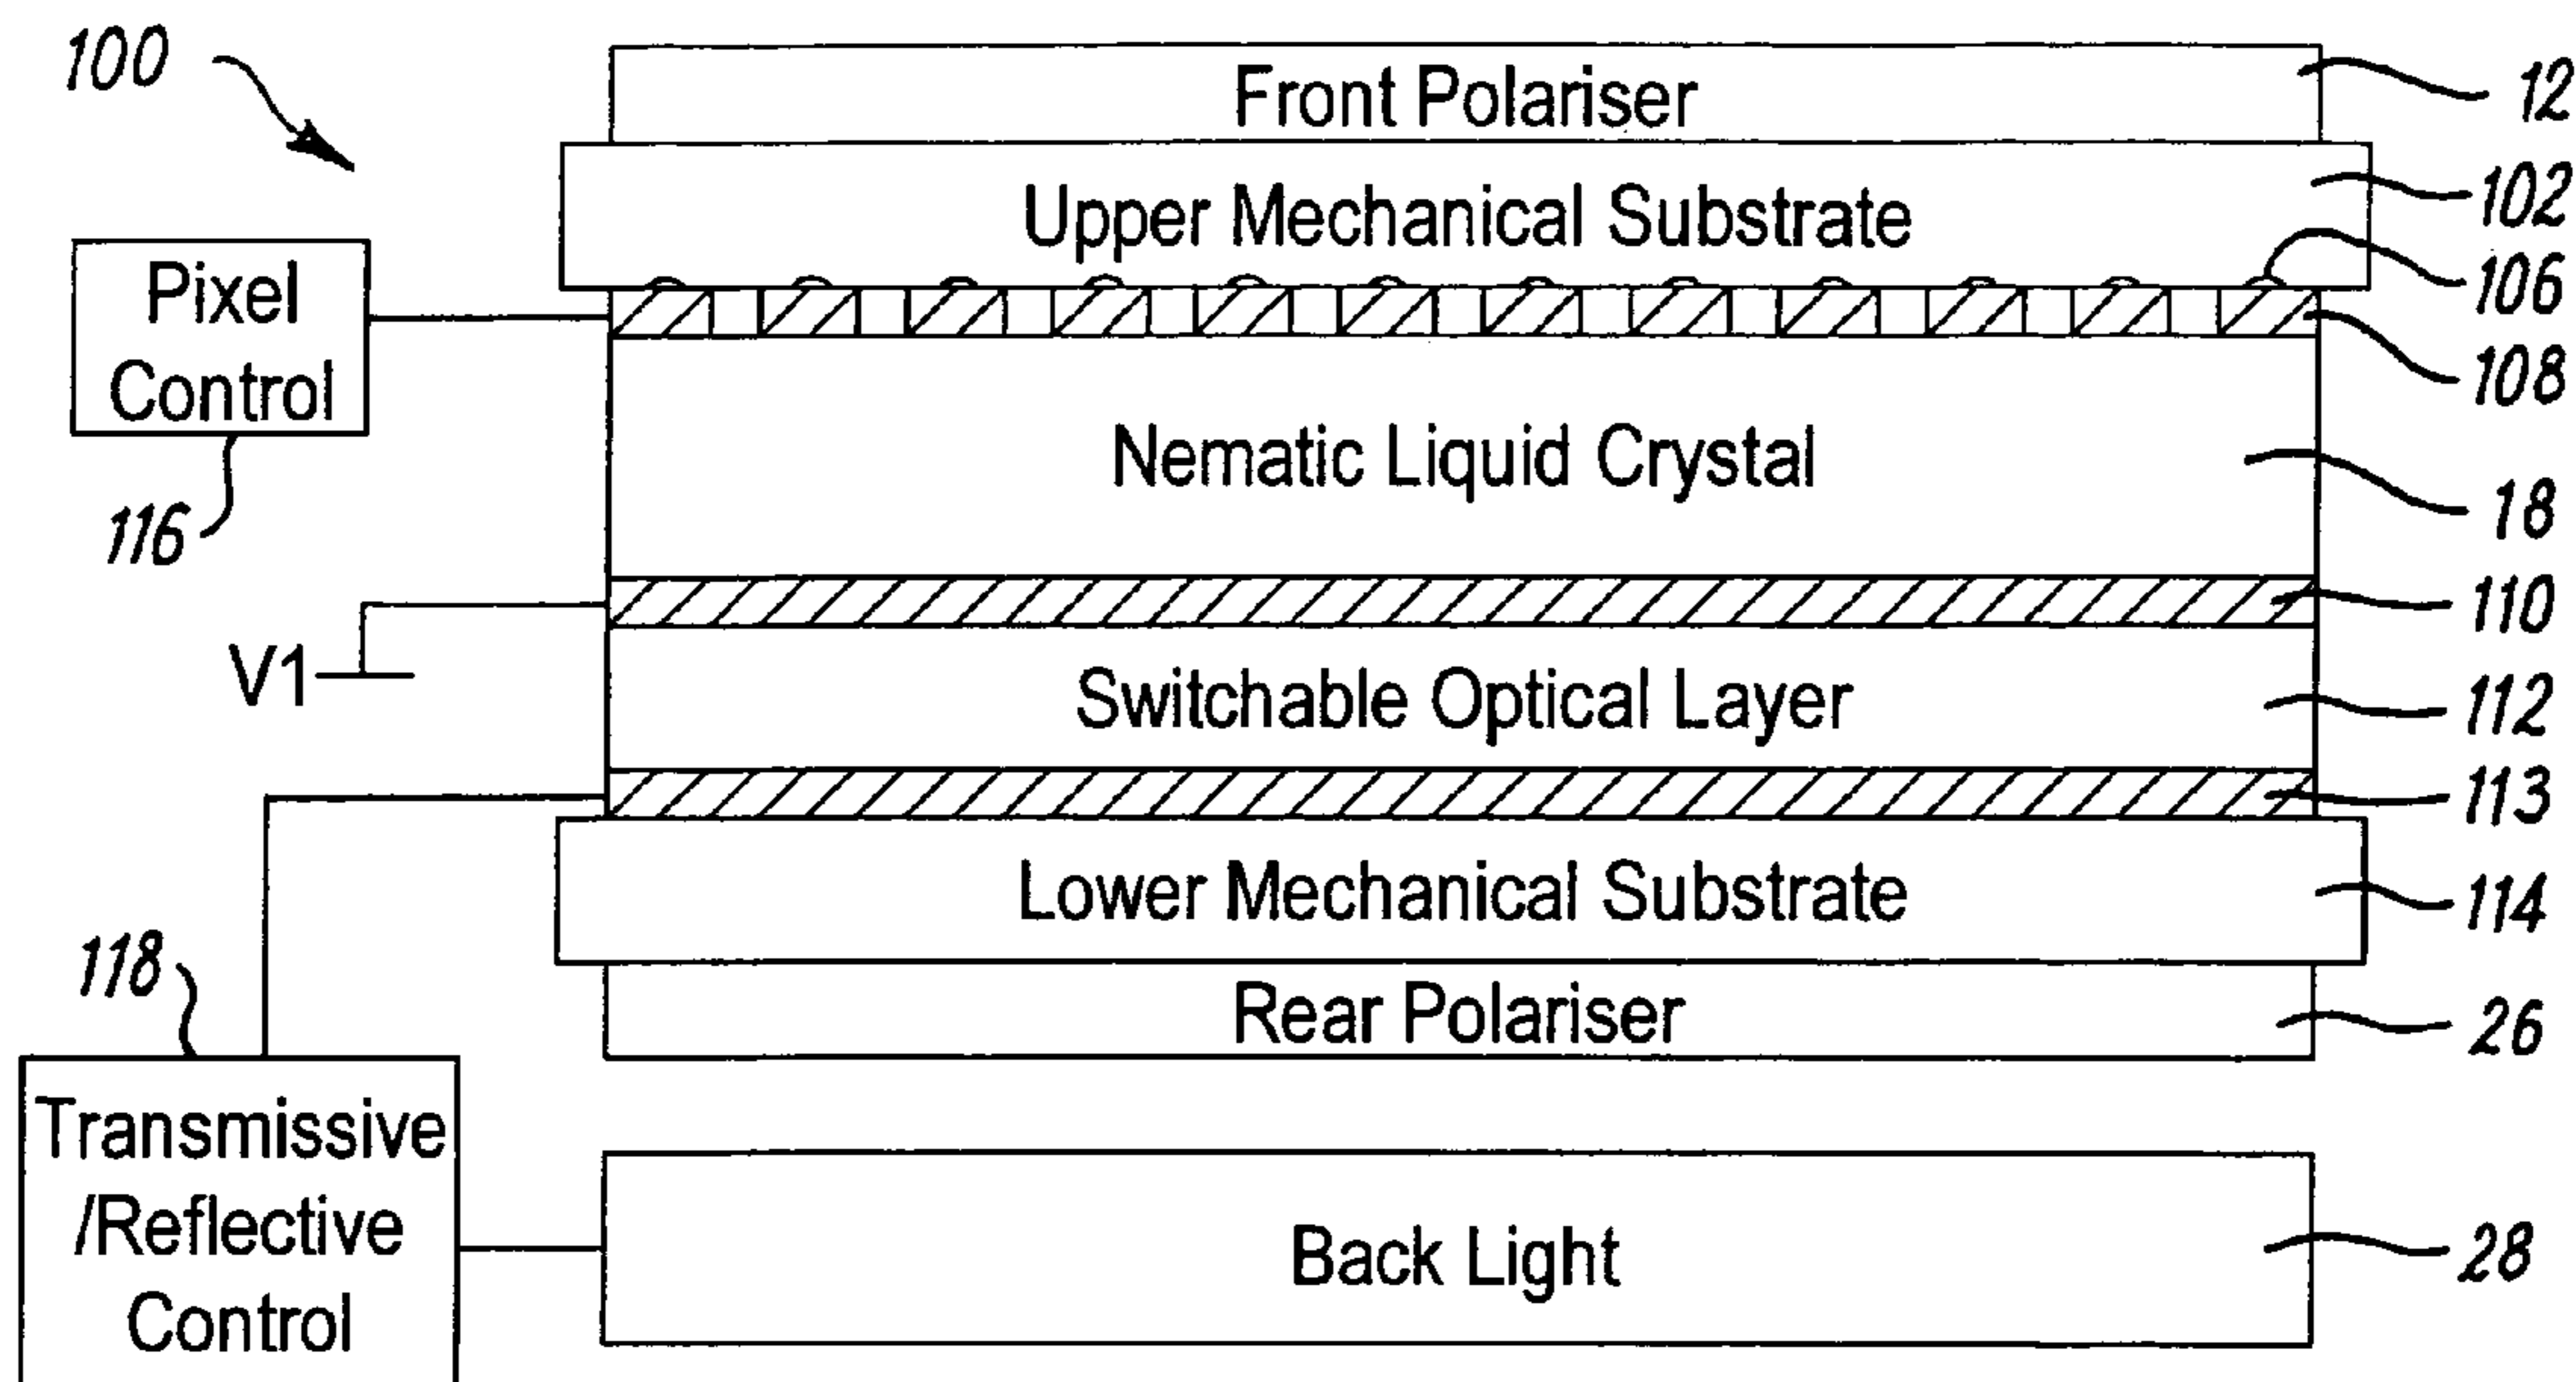 100
Front Polariser
12
Upper Mechanical Substrate
102
106
Pixel
Control
108
116
Nematic Liquid Crystal
18
110
V1
Switchable Optical Layer
112
113
Lower Mechanical Substrate
114
118
Rear Polariser
26
Transmissive
/Reflective
Control
Back Light
28